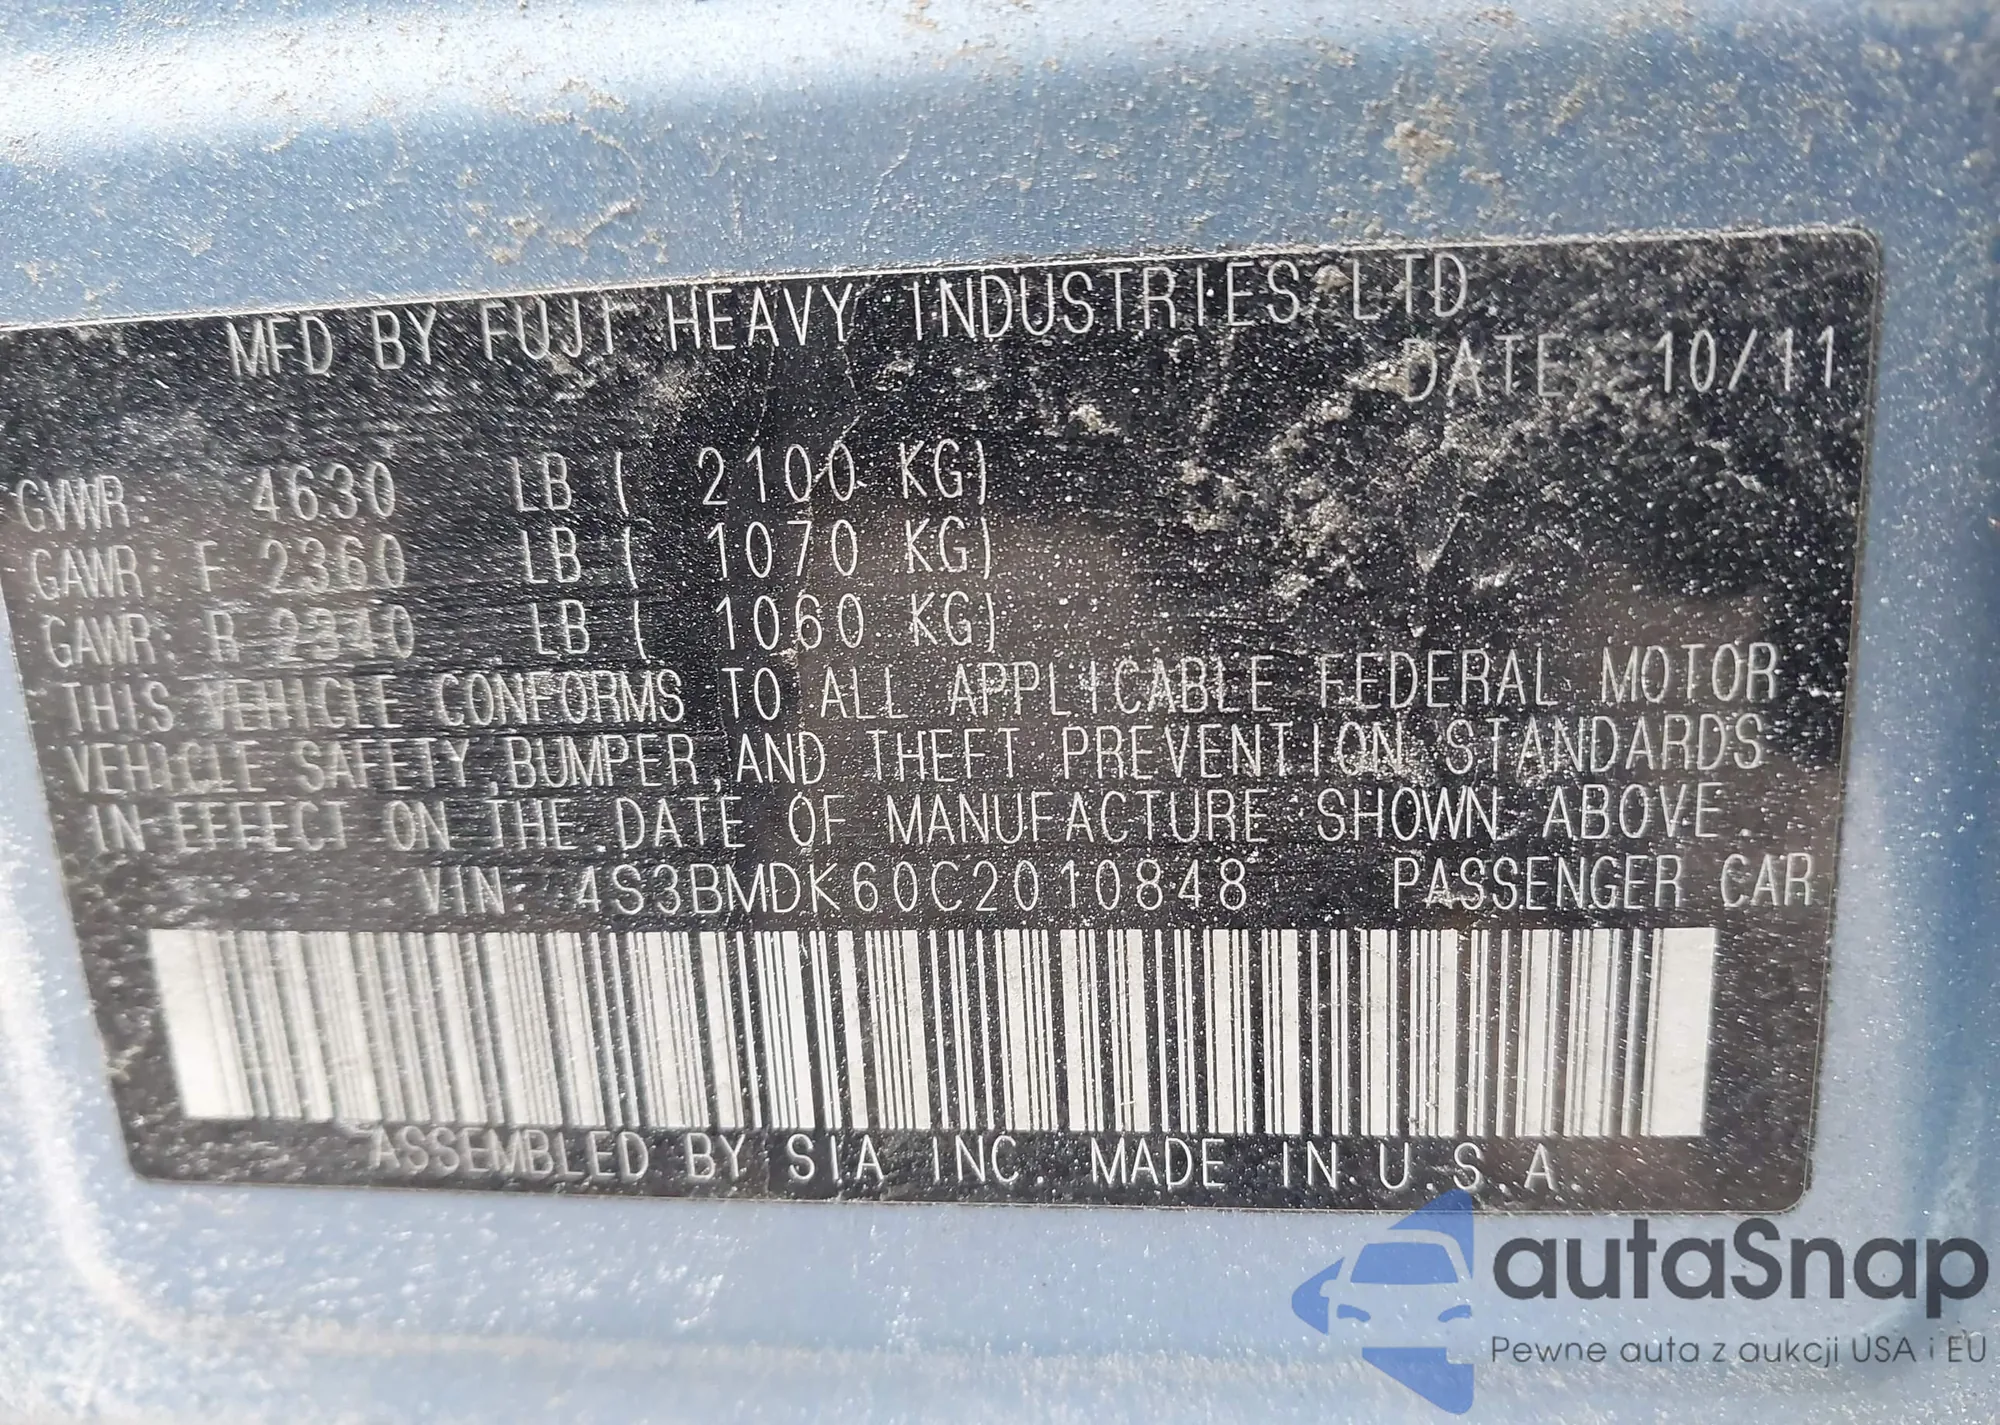 MFD BY FUJI HEAVY INDUSTRIES LTD.
DATE: 10/11
GVWR: 4630 LB ( 2100 KG)
GAWR: F 2360 LB ( 1070 KG)
GAWR: R 2340 LB ( 1060 KG)
THIS VEHICLE CONFORMS TO ALL APPLICABLE FEDERAL MOTOR
VEHICLE SAFETY, BUMPER, AND THEFT PREVENTION STANDARDS
IN EFFECT ON THE DATE OF MANUFACTURE SHOWN ABOVE.
VIN: 4S3BMDK60C2010848 PASSENGER CAR
ASSEMBLED BY SIA INC. MADE IN U.S.A.
autaSnap
Pewne auta z aukcji USA i EU